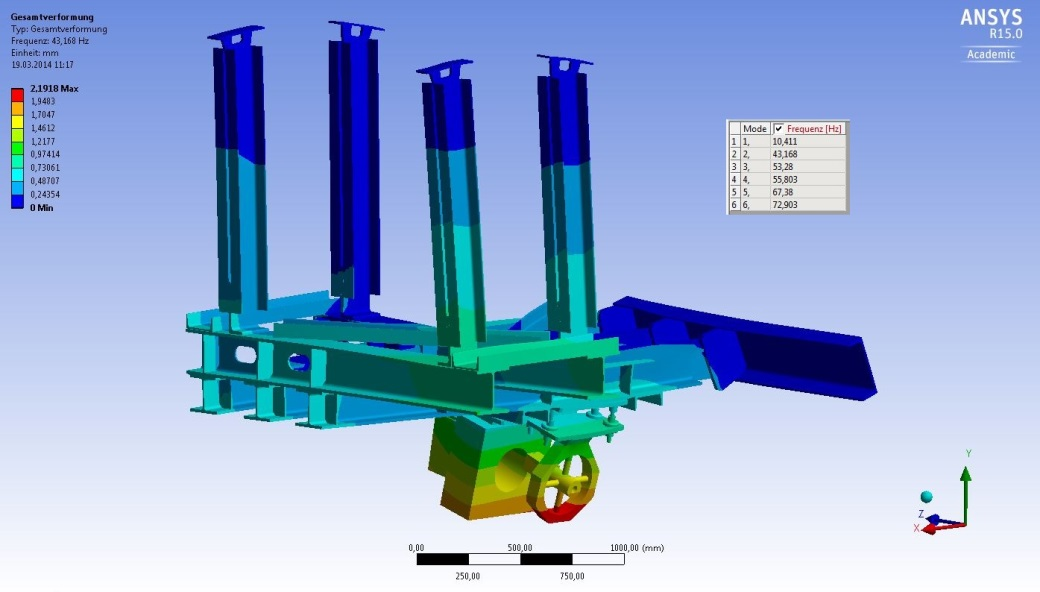 Gesamtverformung
Typ: Gesamtverformung
Frequenz: 43,168 Hz
Einheit: mm
19.03.2014 11:17
2,1918 Max
1,9483
1,7047
1,4612
1,2177
0,97414
0,73061
0,48707
0,24354
0 Min
ANSYS
R15.0
Academic
Mode Frequenz [Hz]
1 1, 10,411
2 2, 43,168
3 3, 53,28
4 4, 55,803
5 5, 67,38
6 6, 72,903
Y
Z
X
0,00 500,00 1000,00 (mm)
250,00 750,00